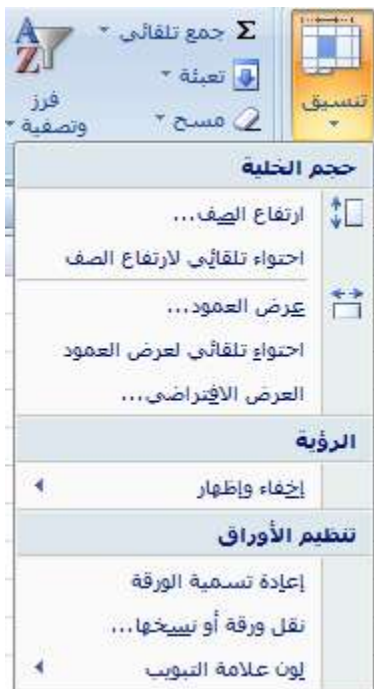 تنسيق
Σ جمع تلقائي
تعبئة
مسح
فرز
وتصفية
حجم الخلية
ارتفاع الصف...
احتواء تلقائي لارتفاع الصف
عرض العمود...
احتواء تلقائي لعرض العمود
العرض الافتراضي...
الرؤية
إخفاء وإظهار
تنظيم الأوراق
إعادة تسمية الورقة
نقل ورقة أو نسخها...
لون علامة التبويب